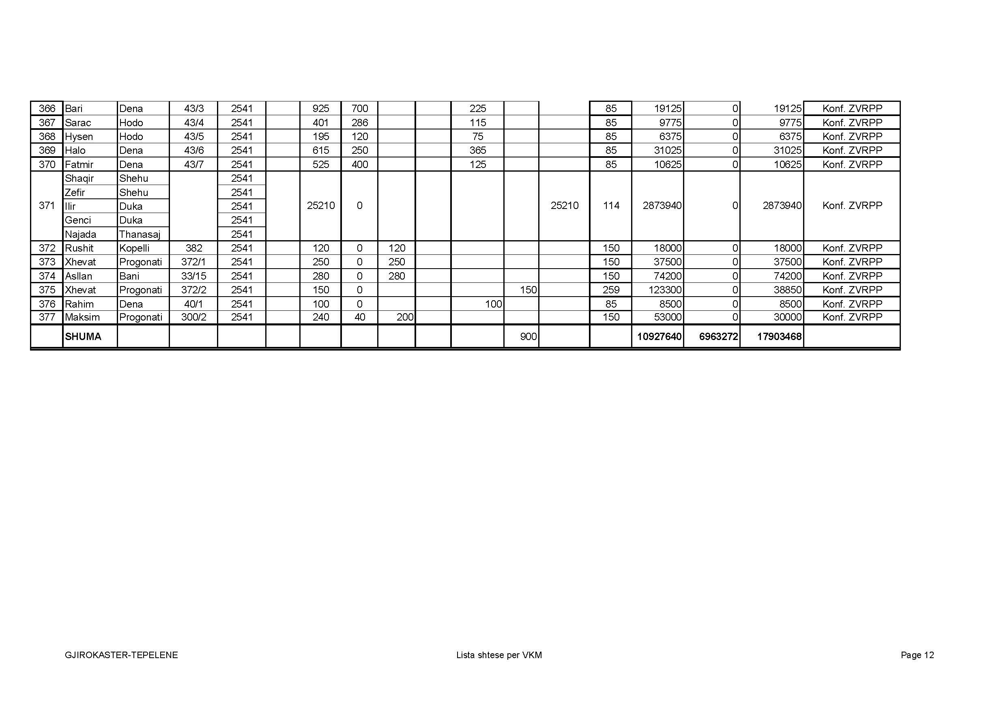 366 Bari Dena 43/3 2541 925 700 225 85 19125 0 19125 Konf. ZVRPP
367 Sarac Hodo 43/4 2541 401 286 115 85 9775 0 9775 Konf. ZVRPP
368 Hysen Hodo 43/5 2541 195 120 75 85 6375 0 6375 Konf. ZVRPP
369 Halo Dena 43/6 2541 615 250 365 85 31025 0 31025 Konf. ZVRPP
370 Fatmir Dena 43/7 2541 525 400 125 85 10625 0 10625 Konf. ZVRPP
Shaqir Shehu 2541
Zefir Shehu 2541
371 Ilir Duka 2541 25210 0 25210 114 2873940 0 2873940 Konf. ZVRPP
Genci Duka 2541
Najada Thanasaj 2541
372 Rushit Kopelli 382 2541 120 0 120 150 18000 0 18000 Konf. ZVRPP
373 Xhevat Progonati 372/1 2541 250 0 250 150 37500 0 37500 Konf. ZVRPP
374 Asllan Bani 33/15 2541 280 0 280 150 74200 0 74200 Konf. ZVRPP
375 Xhevat Progonati 372/2 2541 150 0 150 259 123300 0 38850 Konf. ZVRPP
376 Rahim Dena 40/1 2541 100 0 100 85 8500 0 8500 Konf. ZVRPP
377 Maksim Progonati 300/2 2541 240 40 200 150 53000 0 30000 Konf. ZVRPP
SHUMA 900 10927640 6963272 17903468
GJIROKASTER-TEPELENE Lista shtese per VKM Page 12